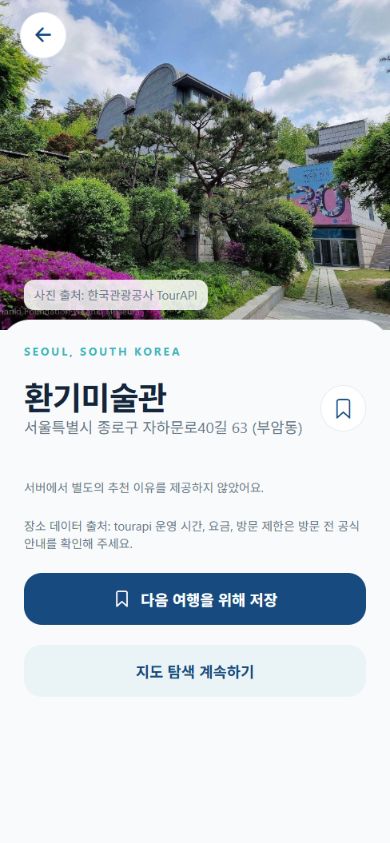 사진 출처: 한국관광공사 TourAPI
SEOUL, SOUTH KOREA
환기미술관
서울특별시 종로구 자하문로40길 63 (부암동)
서버에서 별도의 추천 이유를 제공하지 않았어요.
장소 데이터 출처: tourapi 운영 시간, 요금, 방문 제한은 방문 전 공식
안내를 확인해 주세요.
다음 여행을 위해 저장
지도 탐색 계속하기